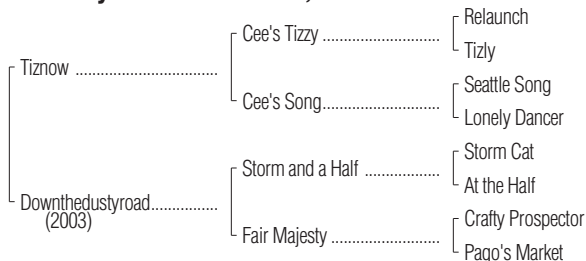 Relaunch
Cee's Tizzy ..............................
Tizly
Tiznow ....................................
Seattle Song
Cee's Song..............................
Lonely Dancer
Storm Cat
Storm and a Half ...................
At the Half
Downthedustyroad.................
(2003)
Crafty Prospector
Fair Majesty ...........................
Pago's Market